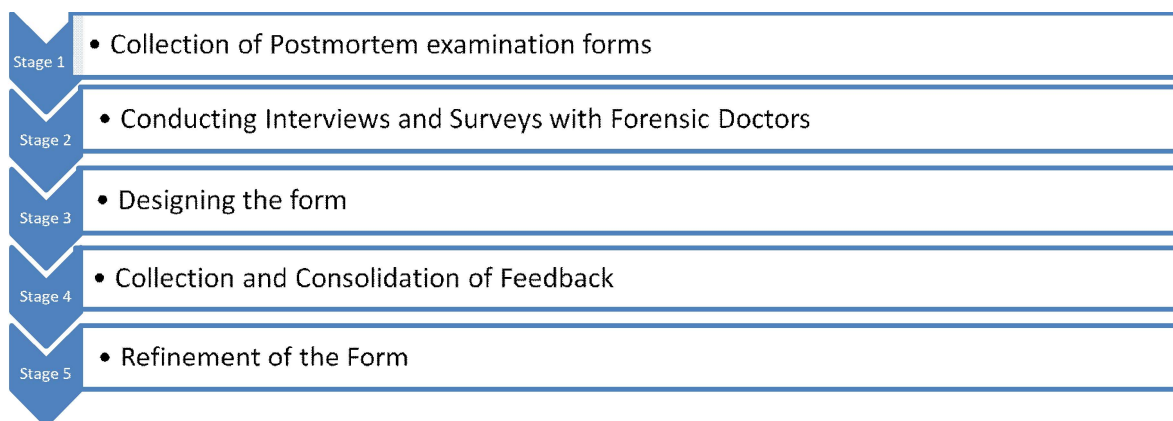 Stage 1
• Collection of Postmortem examination forms
Stage 2
• Conducting Interviews and Surveys with Forensic Doctors
Stage 3
• Designing the form
Stage 4
• Collection and Consolidation of Feedback
Stage 5
• Refinement of the Form